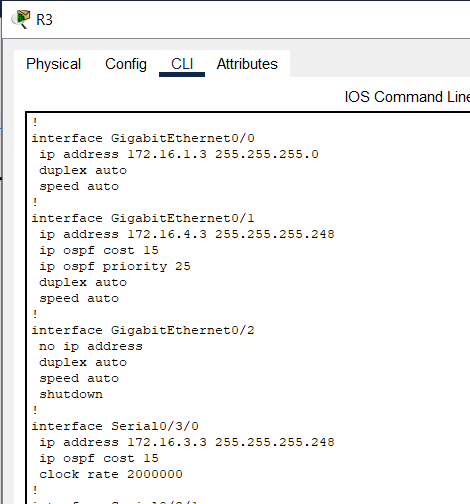 R3
Physical Config CLI Attributes
IOS Command Line
!
interface GigabitEthernet0/0
ip address 172.16.1.3 255.255.255.0
duplex auto
speed auto
!
interface GigabitEthernet0/1
ip address 172.16.4.3 255.255.255.248
ip ospf cost 15
ip ospf priority 25
duplex auto
speed auto
!
interface GigabitEthernet0/2
no ip address
duplex auto
speed auto
shutdown
!
interface Serial0/3/0
ip address 172.16.3.3 255.255.255.248
ip ospf cost 15
clock rate 2000000
!